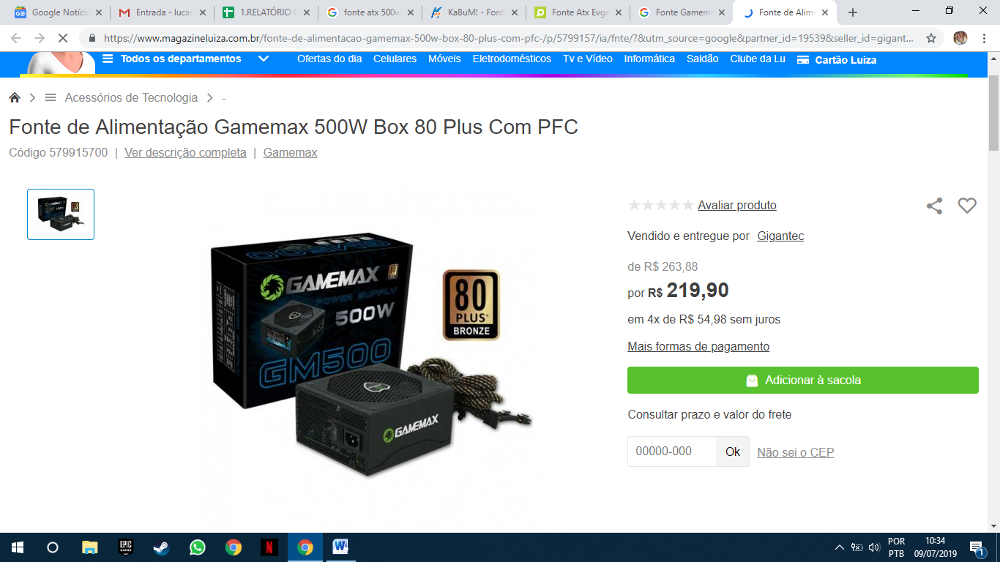 Google Notícia
Entrada - lucas
1.RELATÓRIO
fonte atx 500w
KaBuM! - Font
Fonte Atx Evga
Fonte Gamem
Fonte de Alim
https://www.magazineluiza.com.br/fonte-de-alimentacao-gamemax-500w-box-80-plus-com-pfc-/p/5799157/ia/fnte/?&utm_source=google&partner_id=19539&seller_id=gigant...
Todos os departamentos
Ofertas do dia Celulares Móveis Eletrodomésticos Tv e Vídeo Informática Saldão Clube da Lu Cartão Luiza
Acessórios de Tecnologia > -
Fonte de Alimentação Gamemax 500W Box 80 Plus Com PFC
Código 579915700 | Ver descrição completa | Gamemax
GAMEMAX
POWER SUPPLY
500W
GM500
GAMEMAX
80
PLUS
BRONZE
Avaliar produto
Vendido e entregue por Gigantec
de R$ 263,88
por R$ 219,90
em 4x de R$ 54,98 sem juros
Mais formas de pagamento
Adicionar à sacola
Consultar prazo e valor do frete
00000-000 Ok Não sei o CEP
EPIC
GAMES
N
W
POR
PTB
10:34
09/07/2019
1